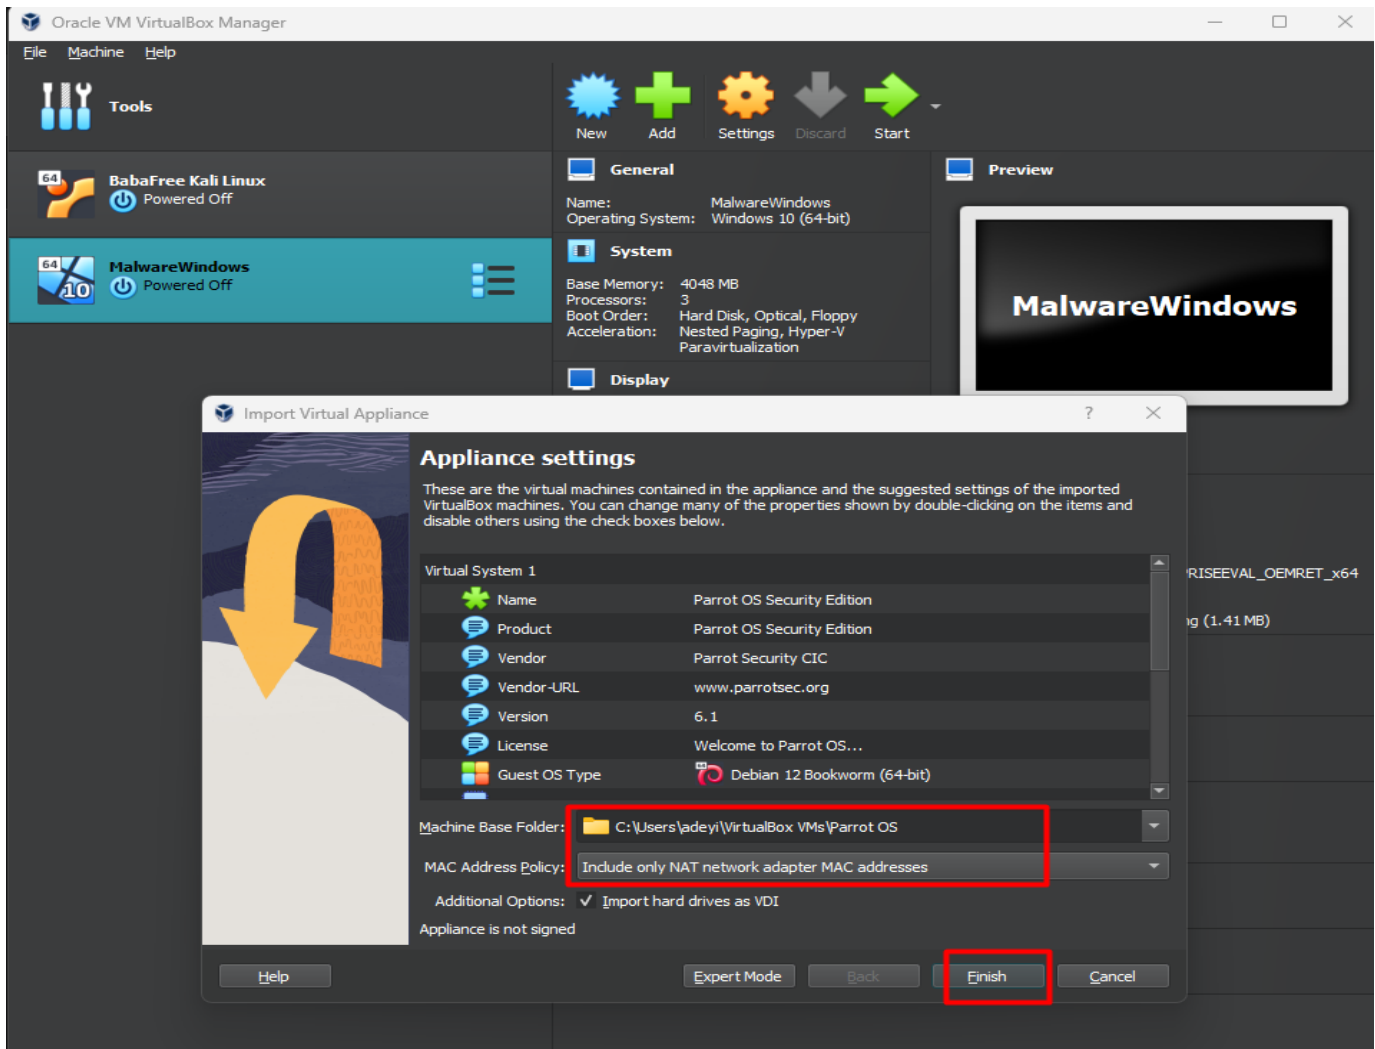 Oracle VM VirtualBox Manager
File Machine Help
Tools
New Add Settings Discard Start
64
BabaFree Kali Linux
Powered Off
64
10
MalwareWindows
Powered Off
General
Name: MalwareWindows
Operating System: Windows 10 (64-bit)
System
Base Memory: 4048 MB
Processors: 3
Boot Order: Hard Disk, Optical, Floppy
Acceleration: Nested Paging, Hyper-V
Paravirtualization
Display
Preview
MalwareWindows
RISEEVAL_OEMRET_x64
(1.41 MB)
Import Virtual Appliance
Appliance settings
These are the virtual machines contained in the appliance and the suggested settings of the imported
VirtualBox machines. You can change many of the properties shown by double-clicking on the items and
disable others using the check boxes below.
Virtual System 1
Name Parrot OS Security Edition
Product Parrot OS Security Edition
Vendor Parrot Security CIC
Vendor-URL www.parrotsec.org
Version 6.1
License Welcome to Parrot OS...
Guest OS Type Debian 12 Bookworm (64-bit)
Machine Base Folder: C:\Users\adeyi\VirtualBox VMs\Parrot OS
MAC Address Policy: Include only NAT network adapter MAC addresses
Additional Options: Import hard drives as VDI
Appliance is not signed
Help Expert Mode Back Finish Cancel